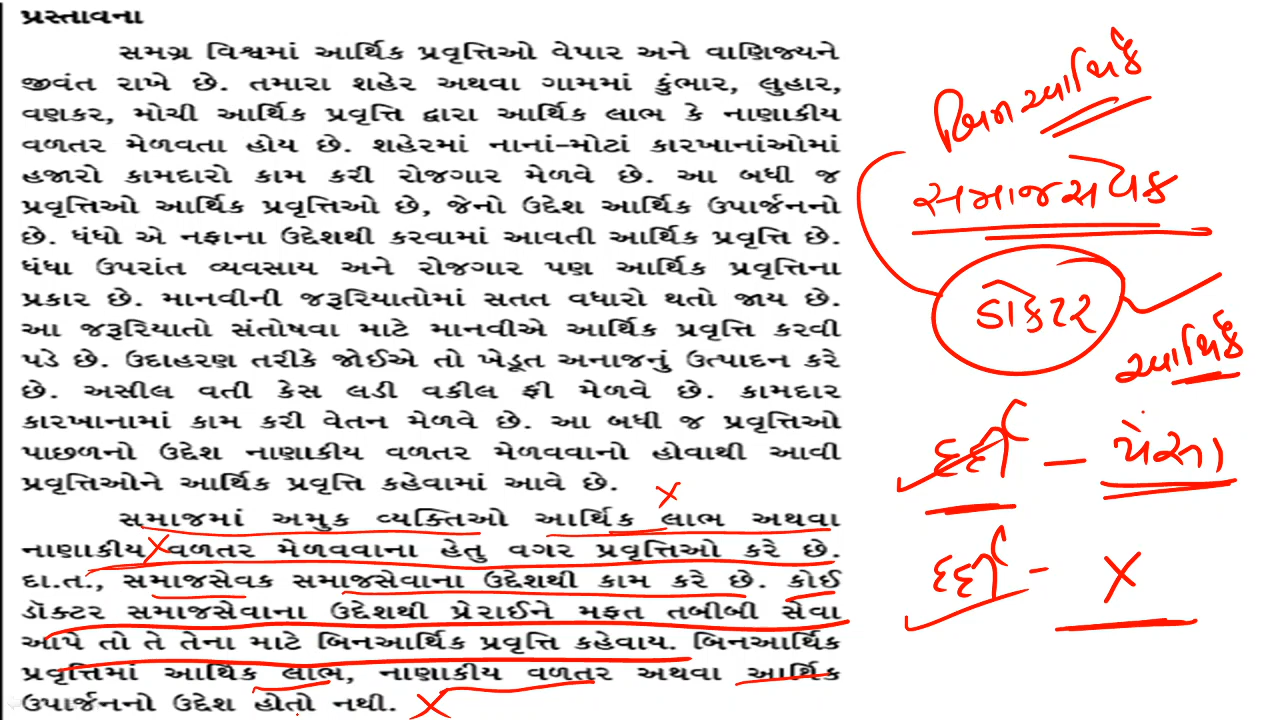 પ્રસ્તાવના
સમગ્ર વિશ્વમાં આર્થિક પ્રવૃત્તિઓ વેપાર અને વાણિજ્યને
જીવંત રાખે છે. તમારા શહેર અથવા ગામમાં કુંભાર, લુહાર,
વણકર, મોચી આર્થિક પ્રવૃત્તિ દ્વારા આર્થિક લાભ કે નાણાકીય
વળતર મેળવતા હોય છે. શહેરમાં નાનાં-મોટાં કારખાનાંઓમાં
હજારો કામદારો કામ કરી રોજગાર મેળવે છે. આ બધી જ
પ્રવૃત્તિઓ આર્થિક પ્રવૃત્તિઓ છે, જેનો ઉદ્દેશ આર્થિક ઉપાર્જનનો
છે. ધંધો એ નફાના ઉદ્દેશથી કરવામાં આવતી આર્થિક પ્રવૃત્તિ છે.
ધંધા ઉપરાંત વ્યવસાય અને રોજગાર પણ આર્થિક પ્રવૃત્તિના
પ્રકાર છે. માનવીની જરૂરિયાતોમાં સતત વધારો થતો જાય છે.
આ જરૂરિયાતો સંતોષવા માટે માનવીએ આર્થિક પ્રવૃત્તિ કરવી
પડે છે. ઉદાહરણ તરીકે જોઈએ તો ખેડૂત અનાજનું ઉત્પાદન કરે
છે. અસીલ વતી કેસ લડી વકીલ ફી મેળવે છે. કામદાર
કારખાનામાં કામ કરી વેતન મેળવે છે. આ બધી જ પ્રવૃત્તિઓ
પાછળનો ઉદ્દેશ નાણાકીય વળતર મેળવવાનો હોવાથી આવી
પ્રવૃત્તિઓને આર્થિક પ્રવૃત્તિ કહેવામાં આવે છે.
સમાજમાં અમુક વ્યક્તિઓ આર્થિક લાભ અથવા
નાણાકીય વળતર મેળવવાના હેતુ વગર પ્રવૃત્તિઓ કરે છે.
દા.ત., સમાજસેવક સમાજસેવાના ઉદ્દેશથી કામ કરે છે. કોઈ
ડૉક્ટર સમાજસેવાના ઉદ્દેશથી પ્રેરાઈને મફત તબીબી સેવા
આપે તો તે તેના માટે બિનઆર્થિક પ્રવૃત્તિ કહેવાય. બિનઆર્થિક
પ્રવૃત્તિમાં આર્થિક લાભ, નાણાકીય વળતર અથવા આર્થિક
ઉપાર્જનનો ઉદ્દેશ હોતો નથી.
બિનઆર્થિક
સમાજસેવક
ડોકટર
આર્થિક
દર્દી - પૈસા
દર્દી - X